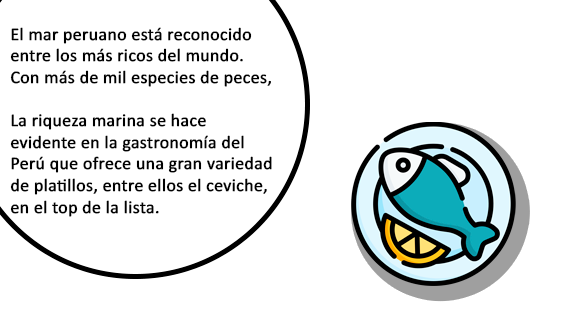 El mar peruano está reconocido
entre los más ricos del mundo.
Con más de mil especies de peces,
La riqueza marina se hace
evidente en la gastronomía del
Perú que ofrece una gran variedad
de platillos, entre ellos el ceviche,
en el top de la lista.